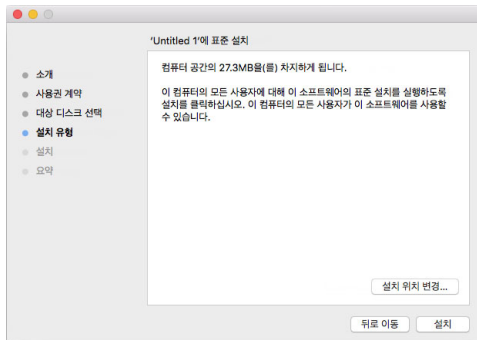 'Untitled 1'에 표준 설치
소개
사용권 계약
대상 디스크 선택
설치 유형
설치
요약
컴퓨터 공간의 27.3MB을(를) 차지하게 됩니다.
이 컴퓨터의 모든 사용자에 대해 이 소프트웨어의 표준 설치를 실행하도록
설치를 클릭하십시오. 이 컴퓨터의 모든 사용자가 이 소프트웨어를 사용할
수 있습니다.
설치 위치 변경...
뒤로 이동
설치